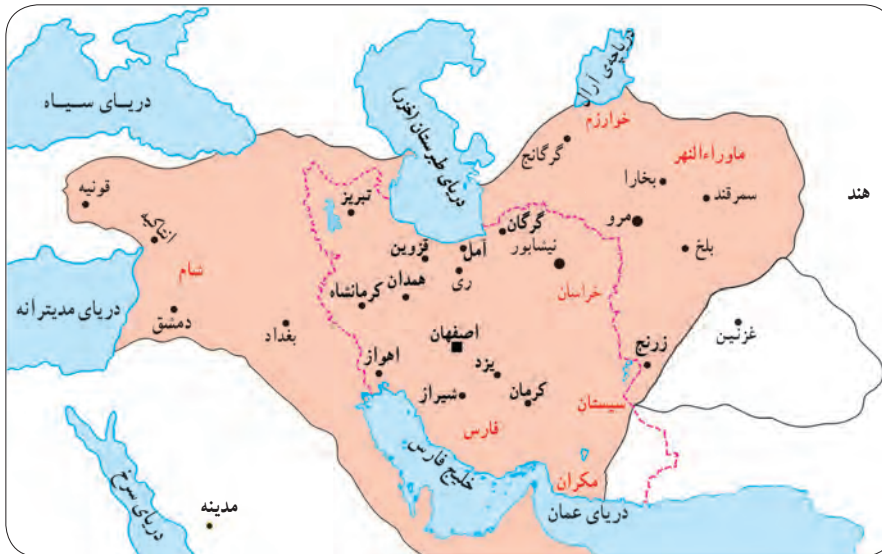 دریاچه‌ی آرال
دریای سیاه
خوارزم
دریای طبرستان (خزر)
گرگانج
ماوراءالنهر
بخارا
هند
سمرقند
قونیه
تبریز
مرو
گرگان
انتاکیه
آمل
نیشابور
بلخ
قزوین
ری
شام
همدان
خراسان
کرمانشاه
دریای مدیترانه
دمشق
بغداد
غزنین
اصفهان
زرنج
اهواز
یزد
شیراز
کرمان
سیستان
فارس
خلیج فارس
مکران
دریای سرخ
مدینه
دریای عمان